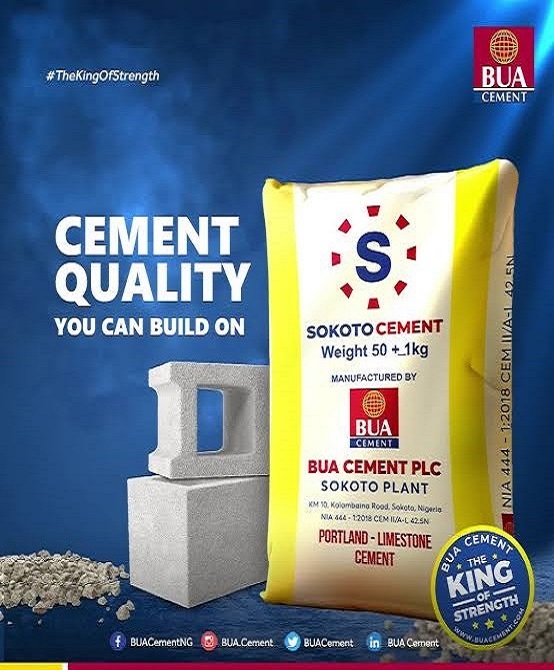 #TheKingOfStrength
BUA
CEMENT
CEMENT
QUALITY
YOU CAN BUILD ON
S
SOKOTO CEMENT
Weight 50 +_1kg
MANUFACTURED BY
BUA
CEMENT
BUA CEMENT PLC
SOKOTO PLANT
KM 10, Kalambaina Road, Sokoto, Nigeria
NIA 444 - 1:2018 CEM II/A-L 42.5N
PORTLAND - LIMESTONE
CEMENT
NIA 444 - 1:2018 CEM II/A-L 42.5N
BUA CEMENT
THE
KING
OF
STRENGTH
WWW.BUACEMENT.COM
BUACementNG
BUA.Cement
BUACement
BUA Cement